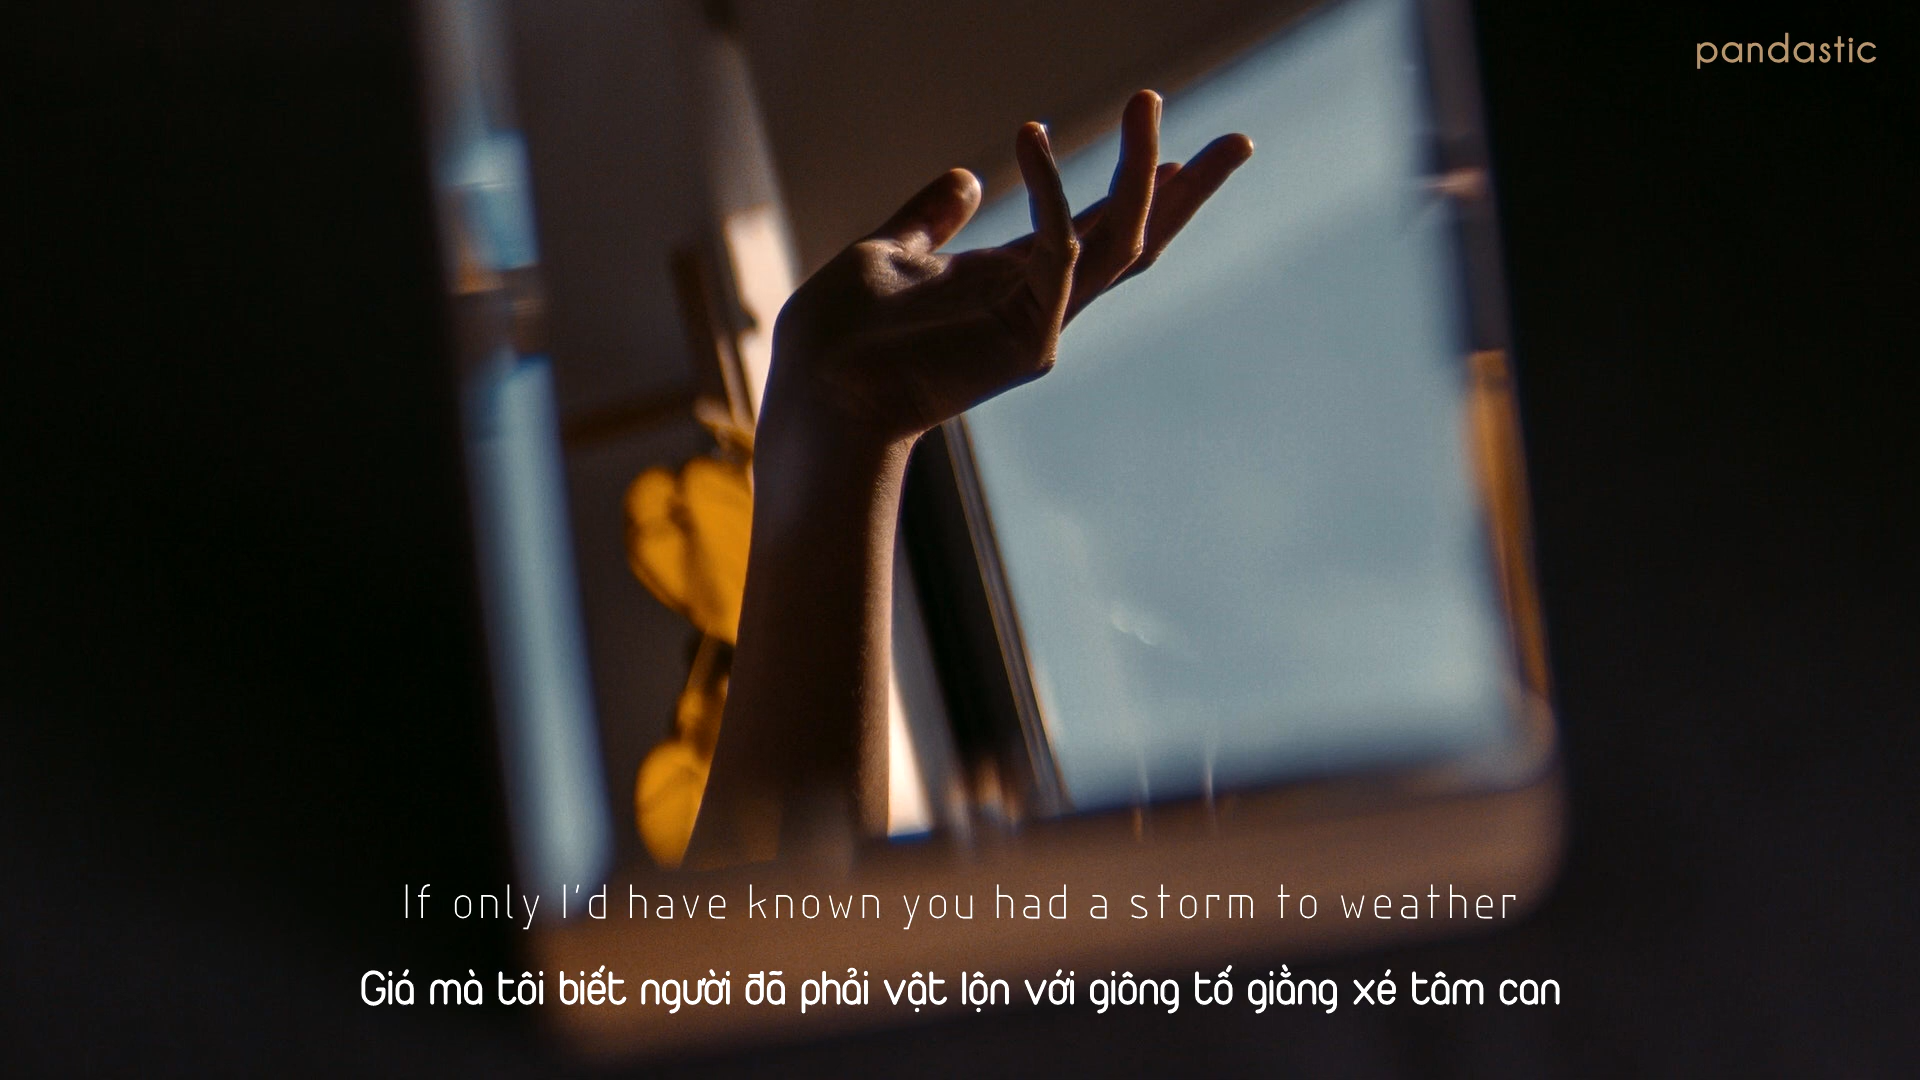 pandastic
If only I'd have known you had a storm to weather
Giá mà tôi biết người đã phải vật lộn với giông tố giằng xé tâm can